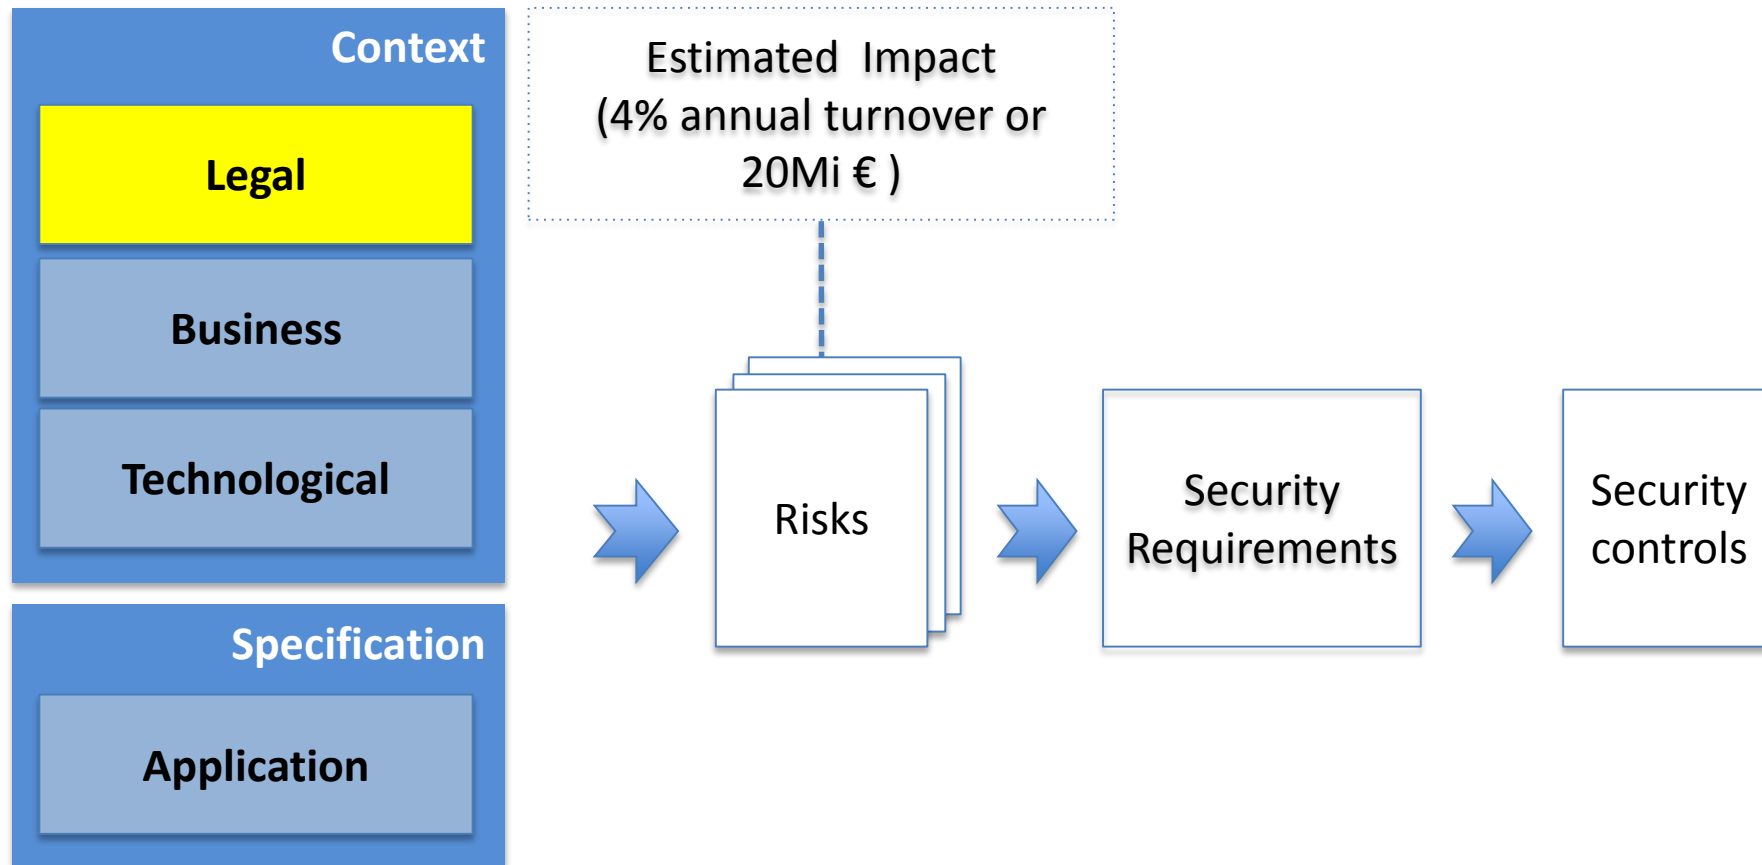 Context
Legal
Business
Technological
Specification
Application
Estimated Impact
(4% annual turnover or
20Mi € )
Risks
Security
Requirements
Security
controls